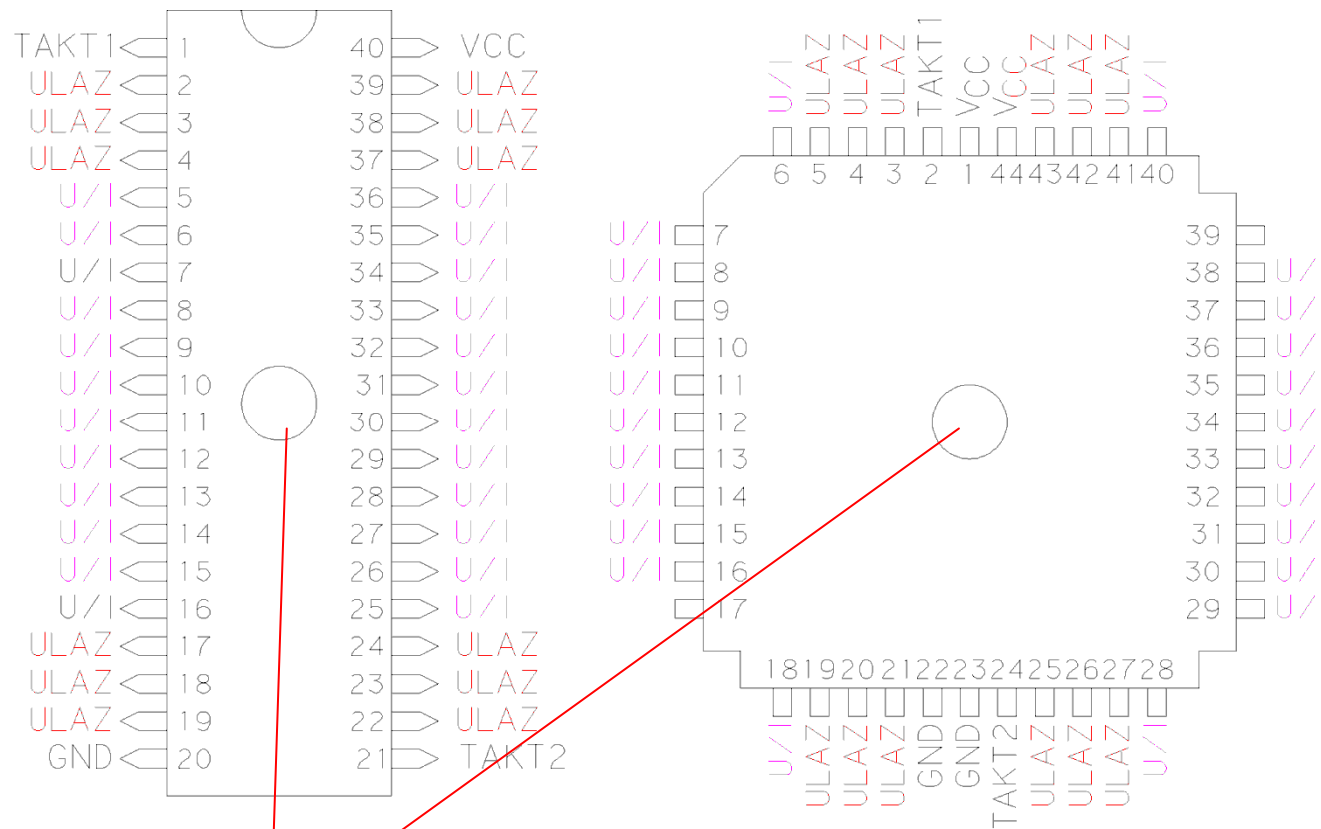 TAKT1 1 40 VCC
ULAZ 2 39 ULAZ
ULAZ 3 38 ULAZ
ULAZ 4 37 ULAZ
U/I 5 36 U/I
U/I 6 35 U/I
U/I 7 34 U/I
U/I 8 33 U/I
U/I 9 32 U/I
U/I 10 31 U/I
U/I 11 30 U/I
U/I 12 29 U/I
U/I 13 28 U/I
U/I 14 27 U/I
U/I 15 26 U/I
U/I 16 25 U/I
ULAZ 17 24 ULAZ
ULAZ 18 23 ULAZ
ULAZ 19 22 ULAZ
GND 20 21 TAKT2
U/I ULAZ ULAZ ULAZ TAKT1 VCC VCC ULAZ ULAZ ULAZ U/I
6 5 4 3 2 1 44 43 42 41 40
U/I 7 39
U/I 8 38 U/
U/I 9 37 U/
U/I 10 36 U/
U/I 11 35 U/
U/I 12 34 U/
U/I 13 33 U/
U/I 14 32 U/
U/I 15 31 U/
U/I 16 30 U/
17 29 U/
18 19 20 21 22 23 24 25 26 27 28
U/I ULAZ ULAZ ULAZ GND GND TAKT2 ULAZ ULAZ ULAZ U/I